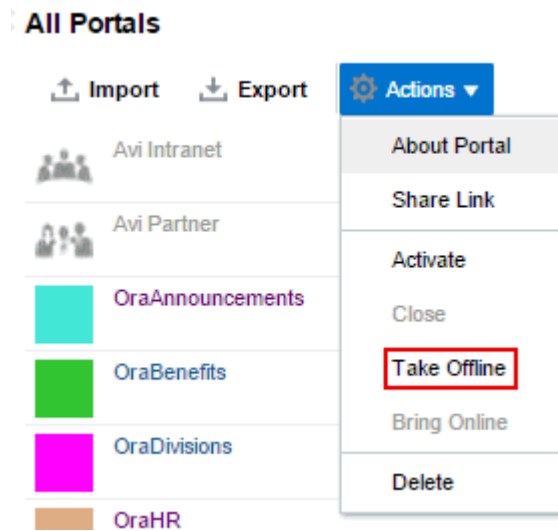 All Portals
Import Export Actions
Avi Intranet
Avi Partner
OraAnnouncements
OraBenefits
OraDivisions
OraHR
About Portal
Share Link
Activate
Close
Take Offline
Bring Online
Delete